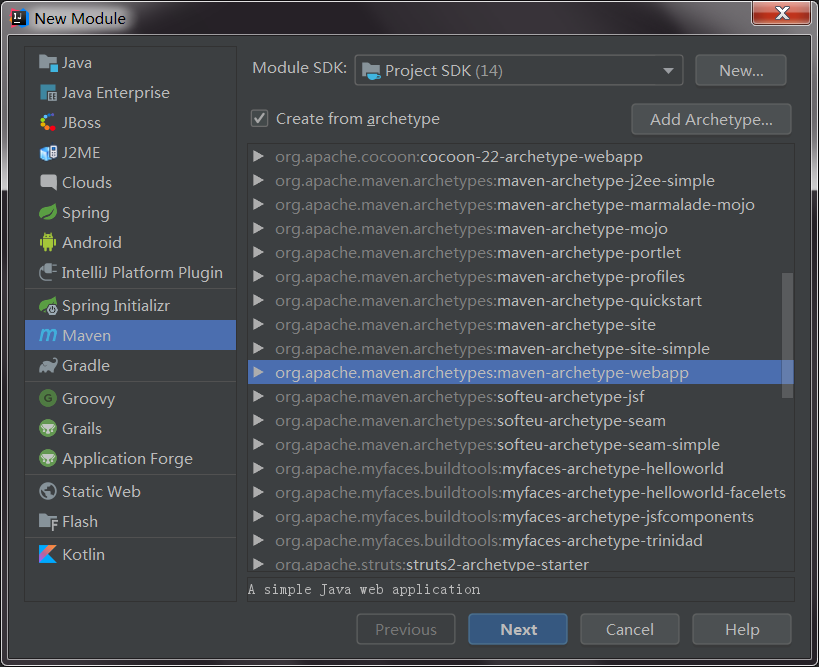 New Module
Java
Java Enterprise
JBoss
J2ME
Clouds
Spring
Android
IntelliJ Platform Plugin
Spring Initializr
Maven
Gradle
Groovy
Grails
Application Forge
Static Web
Flash
Kotlin
Module SDK: Project SDK (14) New...
Create from archetype Add Archetype...
org.apache.cocoon:cocoon-22-archetype-webapp
org.apache.maven.archetypes:maven-archetype-j2ee-simple
org.apache.maven.archetypes:maven-archetype-marmalade-mojo
org.apache.maven.archetypes:maven-archetype-mojo
org.apache.maven.archetypes:maven-archetype-portlet
org.apache.maven.archetypes:maven-archetype-profiles
org.apache.maven.archetypes:maven-archetype-quickstart
org.apache.maven.archetypes:maven-archetype-site
org.apache.maven.archetypes:maven-archetype-site-simple
org.apache.maven.archetypes:maven-archetype-webapp
org.apache.maven.archetypes:softeu-archetype-jsf
org.apache.maven.archetypes:softeu-archetype-seam
org.apache.maven.archetypes:softeu-archetype-seam-simple
org.apache.myfaces.buildtools:myfaces-archetype-helloworld
org.apache.myfaces.buildtools:myfaces-archetype-helloworld-facelets
org.apache.myfaces.buildtools:myfaces-archetype-jsfcomponents
org.apache.myfaces.buildtools:myfaces-archetype-trinidad
org.apache.struts:struts2-archetype-starter
A simple Java web application
Previous Next Cancel Help